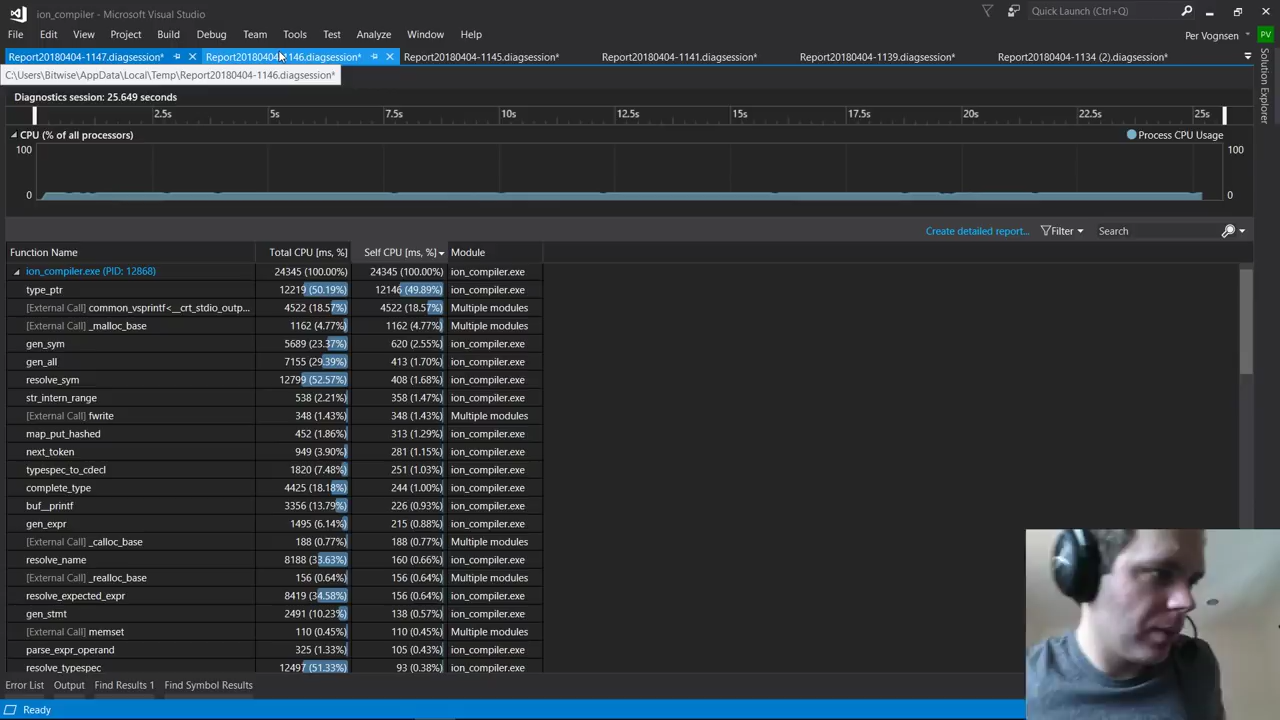 ion_compiler - Microsoft Visual Studio
Quick Launch (Ctrl+Q)
File Edit View Project Build Debug Team Tools Test Analyze Window Help
Per Vognsen PV
Report20180404-1147.diagsession* Report20180404-1146.diagsession* Report20180404-1145.diagsession* Report20180404-1141.diagsession* Report20180404-1139.diagsession* Report20180404-1134 (2).diagsession*
C:\Users\Bitwise\AppData\Local\Temp\Report20180404-1146.diagsession*
Solution Explorer
Diagnostics session: 25.649 seconds
2.5s 5s 7.5s 10s 12.5s 15s 17.5s 20s 22.5s 25s
CPU (% of all processors) Process CPU Usage
100 100
0 0
Create detailed report... Filter Search
Function Name Total CPU [ms, %] Self CPU [ms, %] Module
ion_compiler.exe (PID: 12868) 24345 (100.00%) 24345 (100.00%) ion_compiler.exe
type_ptr 12219 (50.19%) 12146 (49.89%) ion_compiler.exe
[External Call] common_vsprintf<__crt_stdio_outp... 4522 (18.57%) 4522 (18.57%) Multiple modules
[External Call] _malloc_base 1162 (4.77%) 1162 (4.77%) Multiple modules
gen_sym 5689 (23.37%) 620 (2.55%) ion_compiler.exe
gen_all 7155 (29.39%) 413 (1.70%) ion_compiler.exe
resolve_sym 12799 (52.57%) 408 (1.68%) ion_compiler.exe
str_intern_range 538 (2.21%) 358 (1.47%) ion_compiler.exe
[External Call] fwrite 348 (1.43%) 348 (1.43%) Multiple modules
map_put_hashed 452 (1.86%) 313 (1.29%) ion_compiler.exe
next_token 949 (3.90%) 281 (1.15%) ion_compiler.exe
typespec_to_cdecl 1820 (7.48%) 251 (1.03%) ion_compiler.exe
complete_type 4425 (18.18%) 244 (1.00%) ion_compiler.exe
buf__printf 3356 (13.79%) 226 (0.93%) ion_compiler.exe
gen_expr 1495 (6.14%) 215 (0.88%) ion_compiler.exe
[External Call] _calloc_base 188 (0.77%) 188 (0.77%) Multiple modules
resolve_name 8188 (33.63%) 160 (0.66%) ion_compiler.exe
[External Call] _realloc_base 156 (0.64%) 156 (0.64%) Multiple modules
resolve_expected_expr 8419 (34.58%) 156 (0.64%) ion_compiler.exe
gen_stmt 2491 (10.23%) 138 (0.57%) ion_compiler.exe
[External Call] memset 110 (0.45%) 110 (0.45%) Multiple modules
parse_expr_operand 325 (1.33%) 105 (0.43%) ion_compiler.exe
resolve_typespec 12497 (51.33%) 93 (0.38%) ion_compiler.exe
Error List Output Find Results 1 Find Symbol Results
Ready